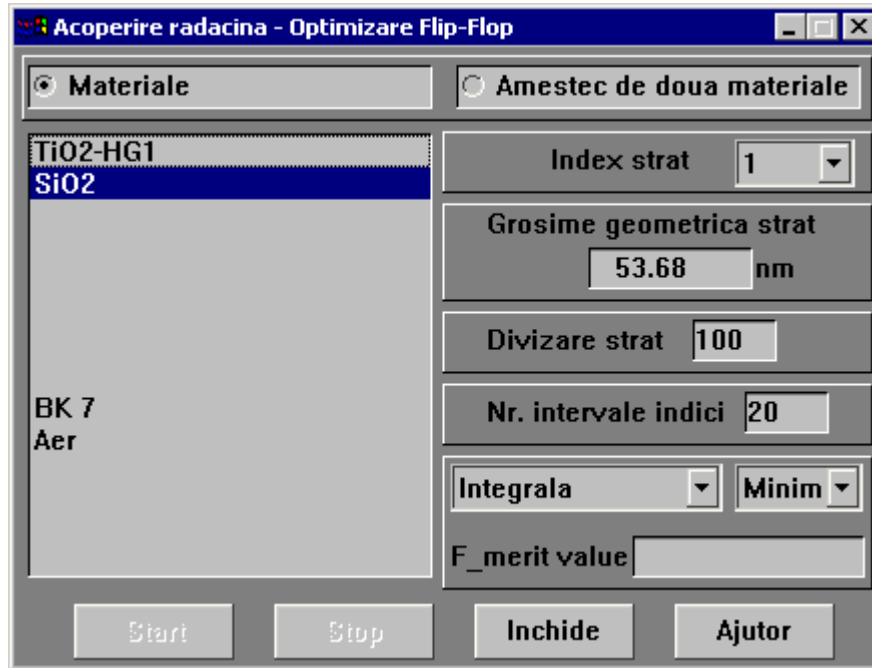 Acoperire radacina - Optimizare Flip-Flop
Materiale
Amestec de doua materiale
TiO2-HG1
SiO2
BK 7
Aer
Index strat 1
Grosime geometrica strat
53.68 nm
Divizare strat 100
Nr. intervale indici 20
Integrala Minim
F_merit value
Start Stop Inchide Ajutor